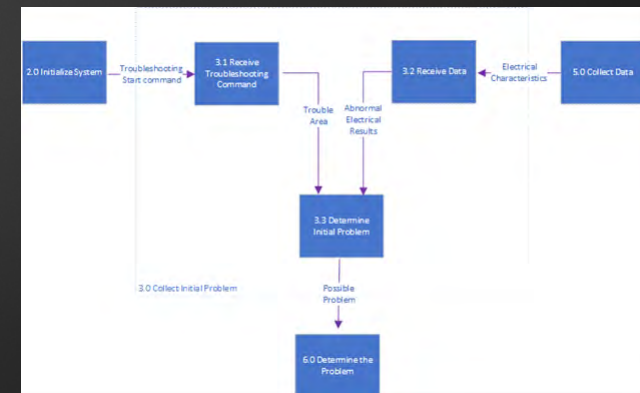 2.0 Initialize System
Troubleshooting
Start command
3.1 Receive
Troubleshooting
Command
3.2 Receive Data
Electrical
Characteristics
5.0 Collect Data
Trouble
Area
Abnormal
Electrical
Results
3.3 Determine
Initial Problem
3.0 Collect Initial Problem
Possible
Problem
6.0 Determine the
Problem